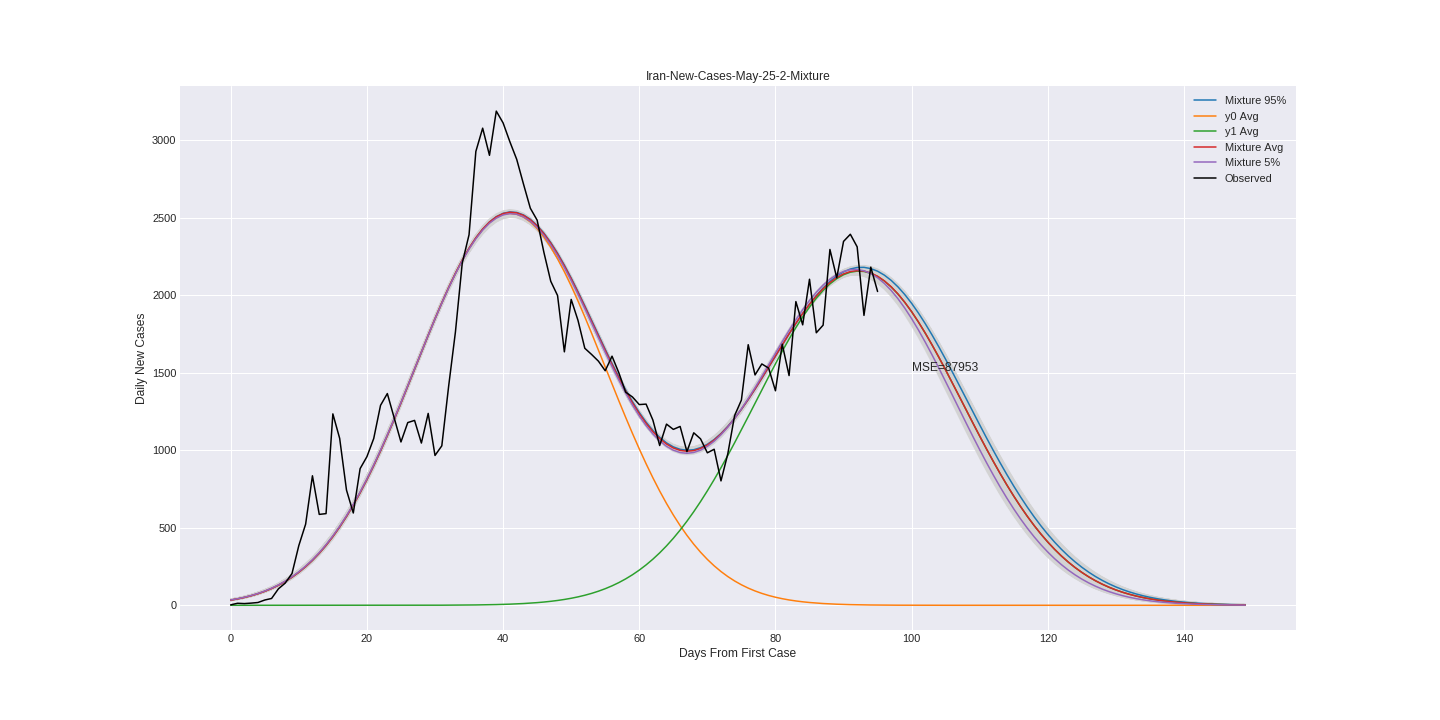 Iran-New-Cases-May-25-2-Mixture
Mixture 95%
y0 Avg
y1 Avg
Mixture Avg
Mixture 5%
Observed
3000
2500
2000
1500
1000
500
0
Daily New Cases
MSE=87953
0 20 40 60 80 100 120 140
Days From First Case